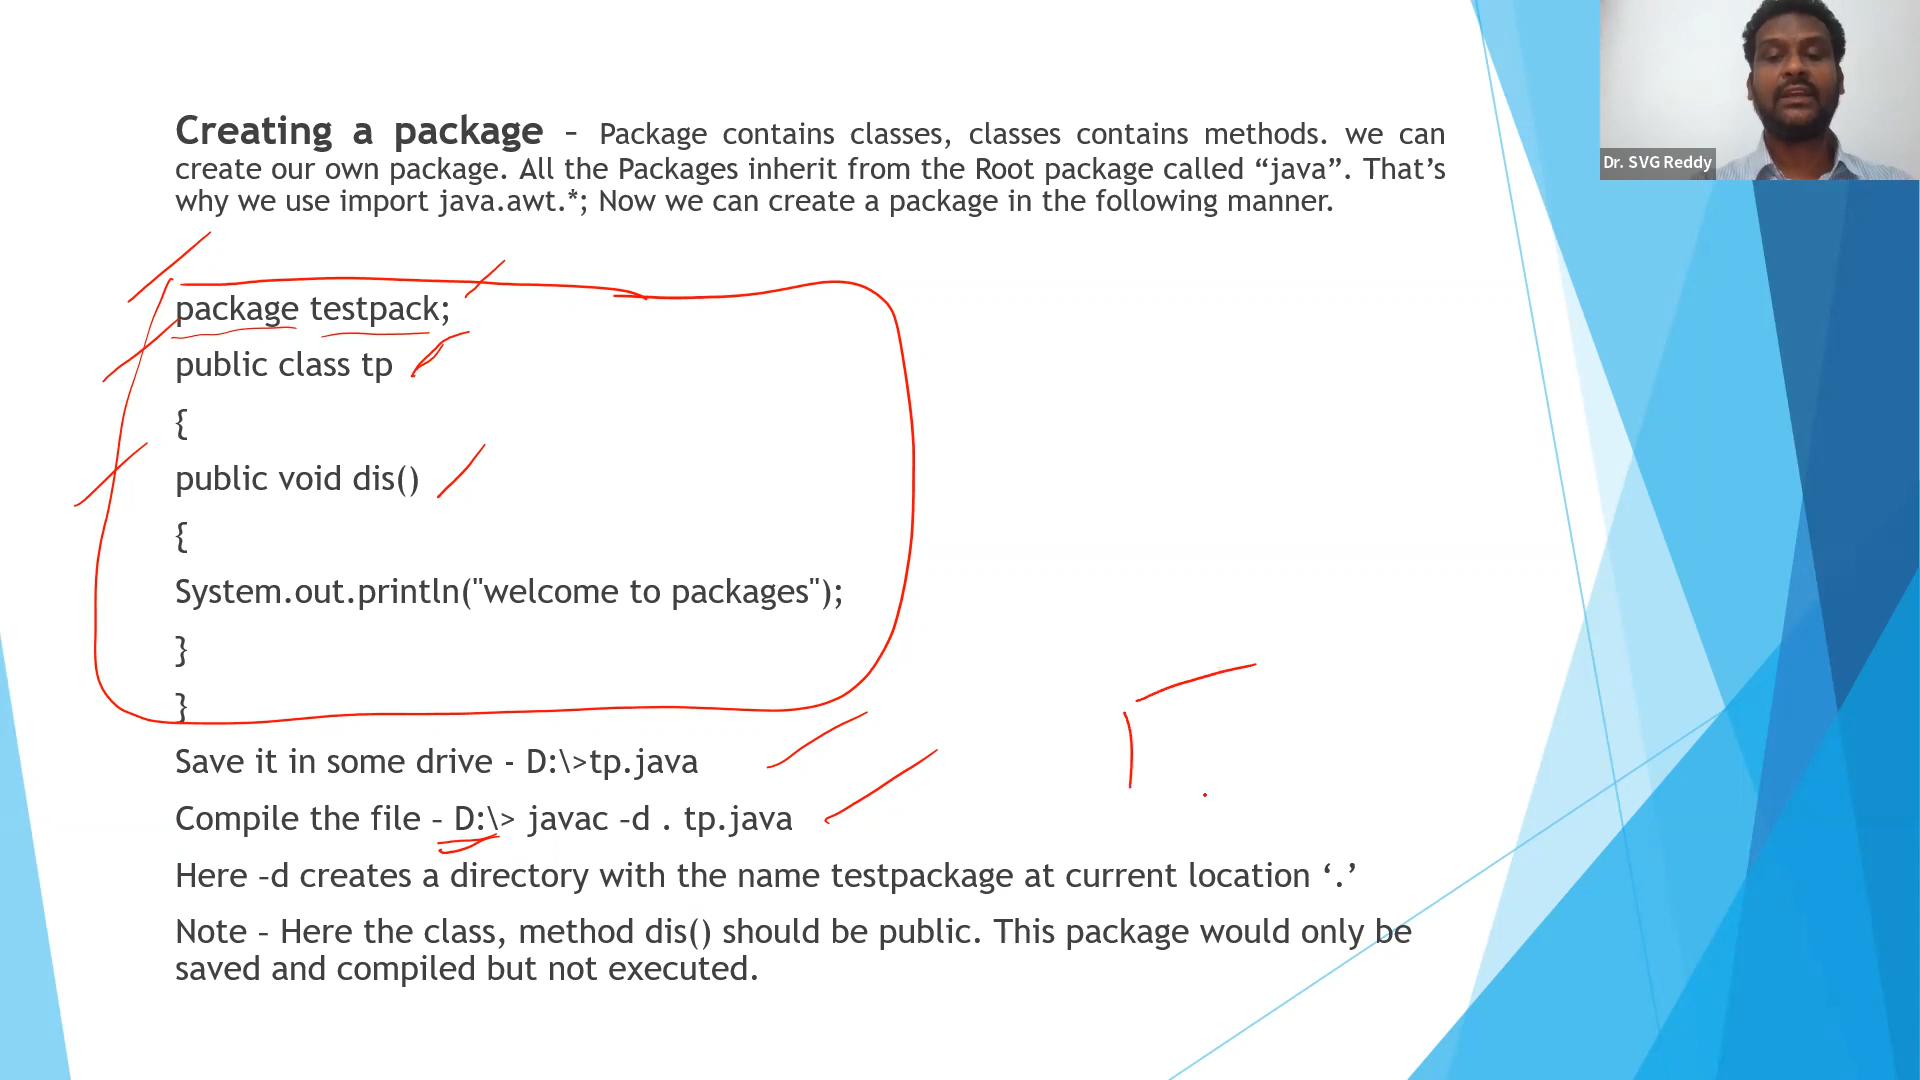 Creating a package – Package contains classes, classes contains methods. we can
create our own package. All the Packages inherit from the Root package called “java”. That’s
why we use import java.awt.*; Now we can create a package in the following manner.
package testpack;
public class tp
{
public void dis()
{
System.out.println("welcome to packages");
}
}
Save it in some drive - D:\>tp.java
Compile the file – D:\> javac –d . tp.java
Here –d creates a directory with the name testpackage at current location ‘.’
Note – Here the class, method dis() should be public. This package would only be
saved and compiled but not executed.
Dr. SVG Reddy